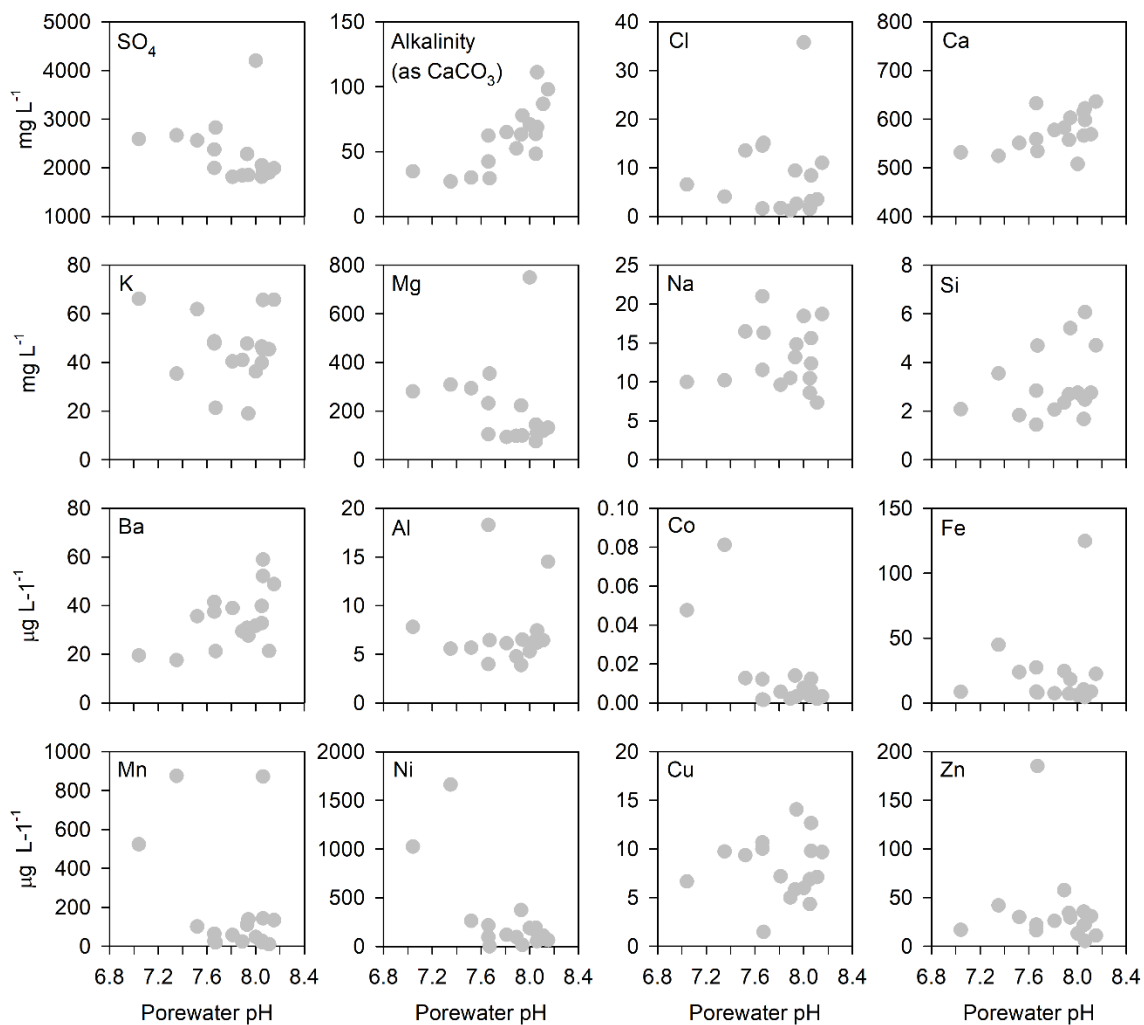 mg L⁻¹
5000
4000
3000
2000
1000
SO₄
150
100
50
0
Alkalinity
(as CaCO₃)
40
30
20
10
0
Cl
800
700
600
500
400
Ca
mg L⁻¹
80
60
40
20
0
K
800
600
400
200
0
Mg
25
20
15
10
5
0
Na
8
6
4
2
0
Si
µg L-1⁻¹
80
60
40
20
0
Ba
20
15
10
5
0
Al
0.10
0.08
0.06
0.04
0.02
0.00
Co
150
100
50
0
Fe
µg L-1⁻¹
1000
800
600
400
200
0
Mn
2000
1500
1000
500
0
Ni
20
15
10
5
0
Cu
200
150
100
50
0
Zn
6.8 7.2 7.6 8.0 8.4
6.8 7.2 7.6 8.0 8.4
6.8 7.2 7.6 8.0 8.4
6.8 7.2 7.6 8.0 8.4
Porewater pH
Porewater pH
Porewater pH
Porewater pH